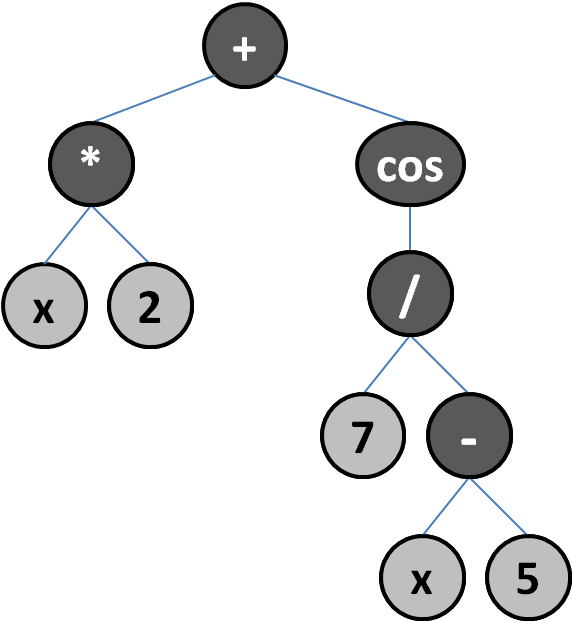 +
* cos
x 2 /
7 -
x 5